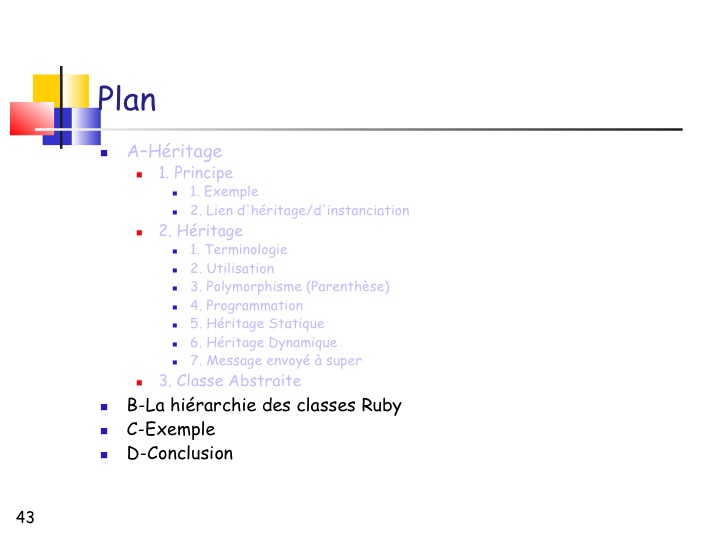 Plan
A-Héritage
1. Principe
1. Exemple
2. Lien d'héritage/d'instanciation
2. Héritage
1. Terminologie
2. Utilisation
3. Polymorphisme (Parenthèse)
4. Programmation
5. Héritage Statique
6. Héritage Dynamique
7. Message envoyé à super
3. Classe Abstraite
B-La hiérarchie des classes Ruby
C-Exemple
D-Conclusion
43